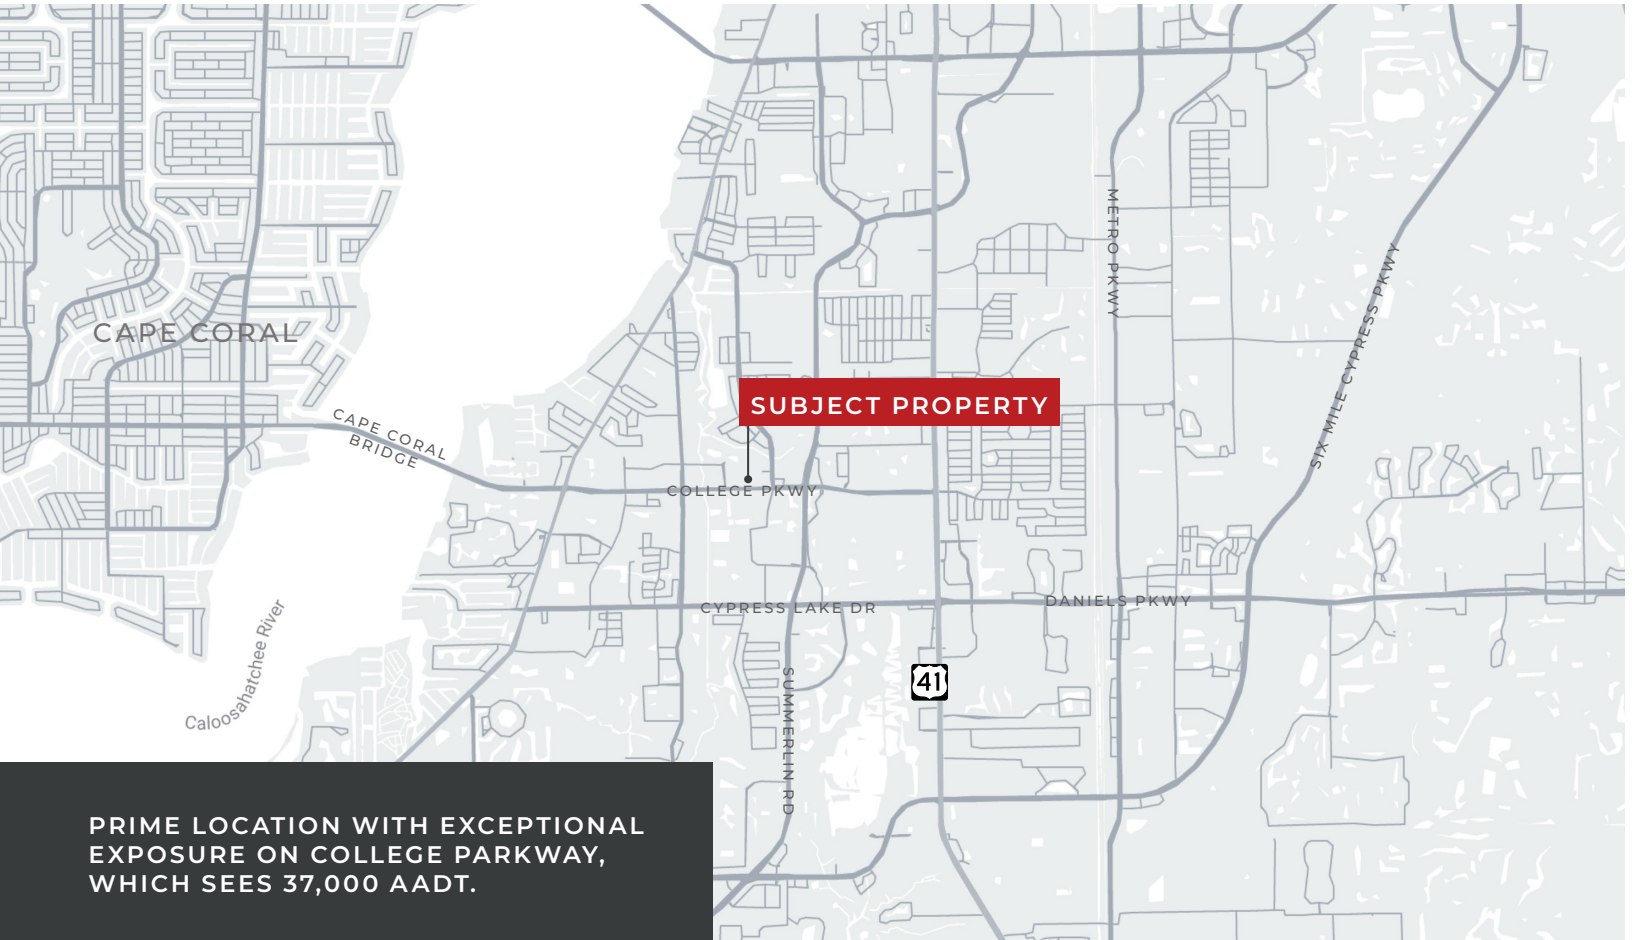 METRO PKWY
SIX MILE CYPRESS PKWY
CAPE CORAL
SUBJECT PROPERTY
CAPE CORAL
BRIDGE
COLLEGE PKWY
DANIELS PKWY
CYPRESS LAKE DR
Caloosahatchee River
41
SUMMERLIN RD
PRIME LOCATION WITH EXCEPTIONAL
EXPOSURE ON COLLEGE PARKWAY,
WHICH SEES 37,000 AADT.